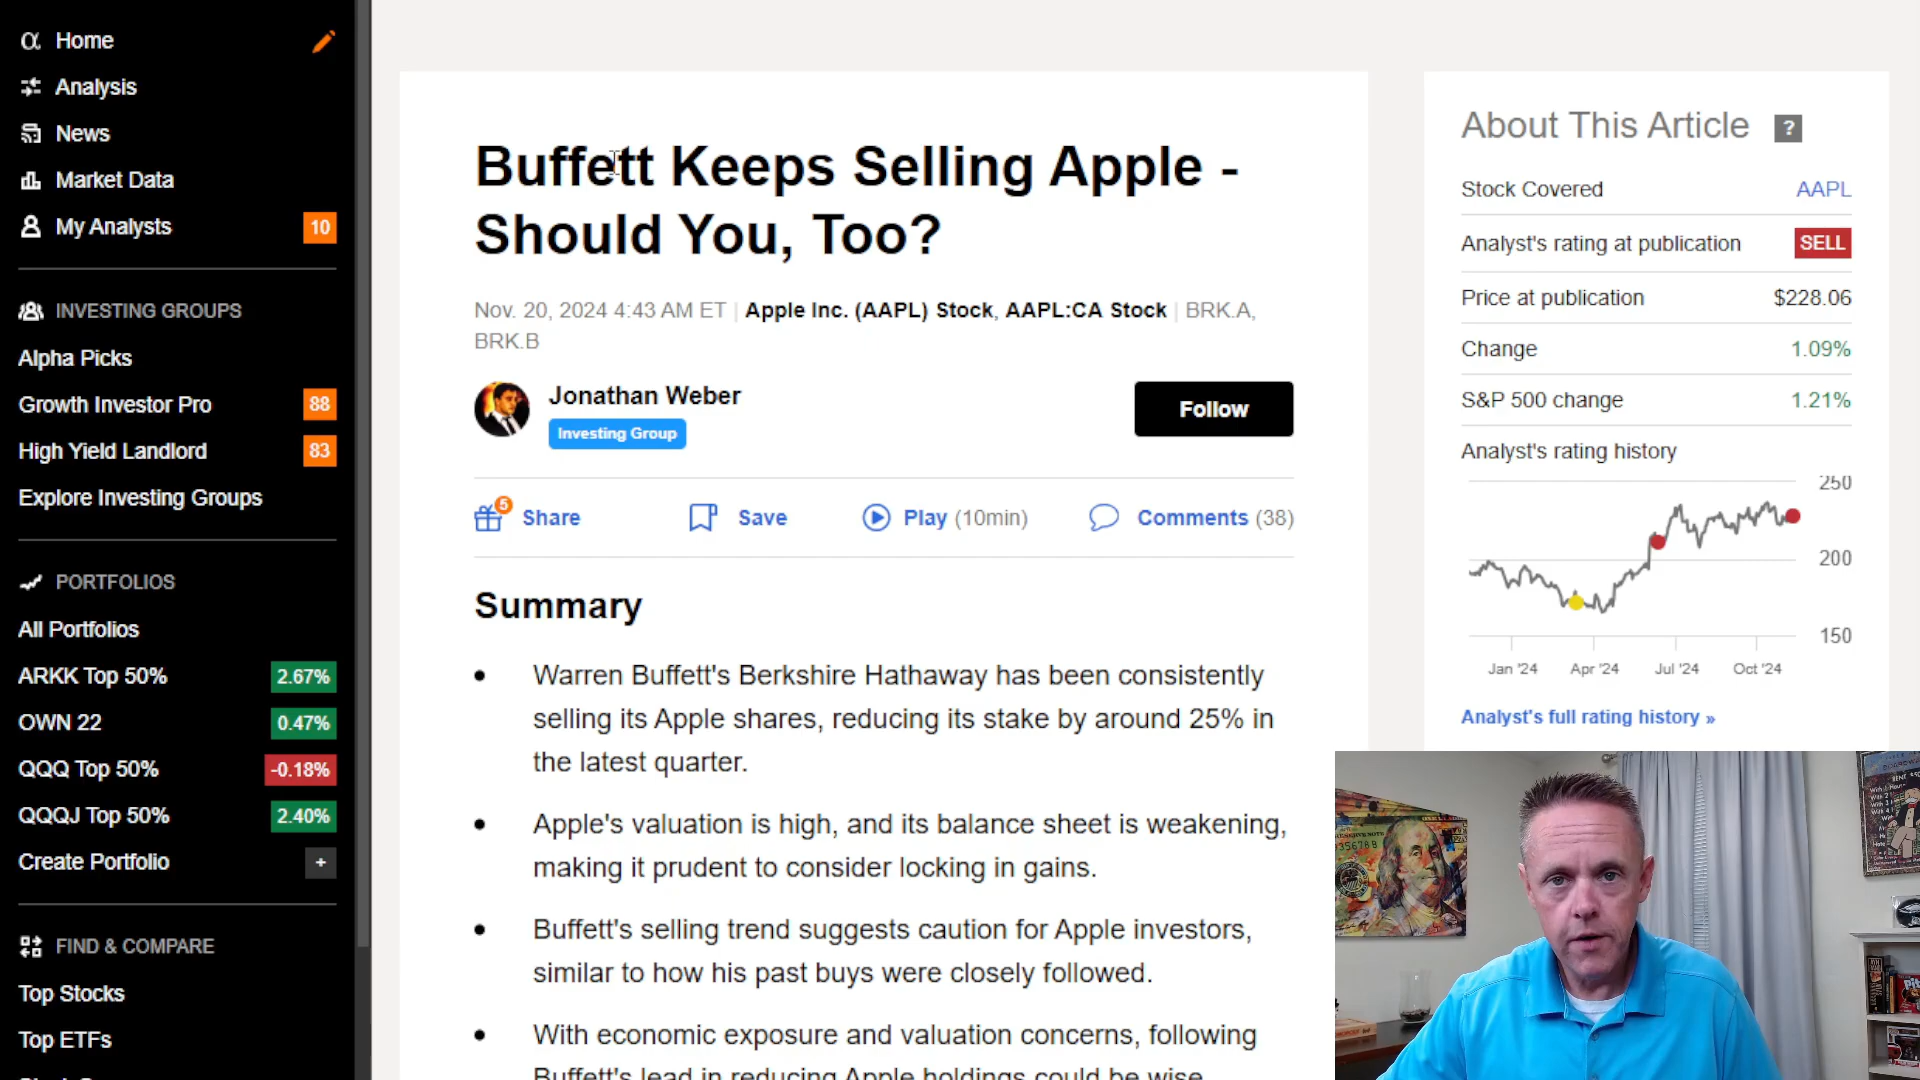 Home
Analysis
News
Market Data
My Analysts 10
INVESTING GROUPS
Alpha Picks
Growth Investor Pro 88
High Yield Landlord 83
Explore Investing Groups
PORTFOLIOS
All Portfolios
ARKK Top 50% 2.67%
OWN 22 0.47%
QQQ Top 50% -0.18%
QQQJ Top 50% 2.40%
Create Portfolio +
FIND & COMPARE
Top Stocks
Top ETFs
Buffett Keeps Selling Apple -
Should You, Too?
Nov. 20, 2024 4:43 AM ET | Apple Inc. (AAPL) Stock, AAPL:CA Stock | BRK.A,
BRK.B
Jonathan Weber
Investing Group
Follow
5 Share Save Play (10min) Comments (38)
Summary
• Warren Buffett's Berkshire Hathaway has been consistently
selling its Apple shares, reducing its stake by around 25% in
the latest quarter.
• Apple's valuation is high, and its balance sheet is weakening,
making it prudent to consider locking in gains.
• Buffett's selling trend suggests caution for Apple investors,
similar to how his past buys were closely followed.
• With economic exposure and valuation concerns, following
Buffett's lead in reducing Apple holdings could be wise
About This Article ?
Stock Covered AAPL
Analyst's rating at publication SELL
Price at publication $228.06
Change 1.09%
S&P 500 change 1.21%
Analyst's rating history
250
200
150
Jan '24 Apr '24 Jul '24 Oct '24
Analyst's full rating history »